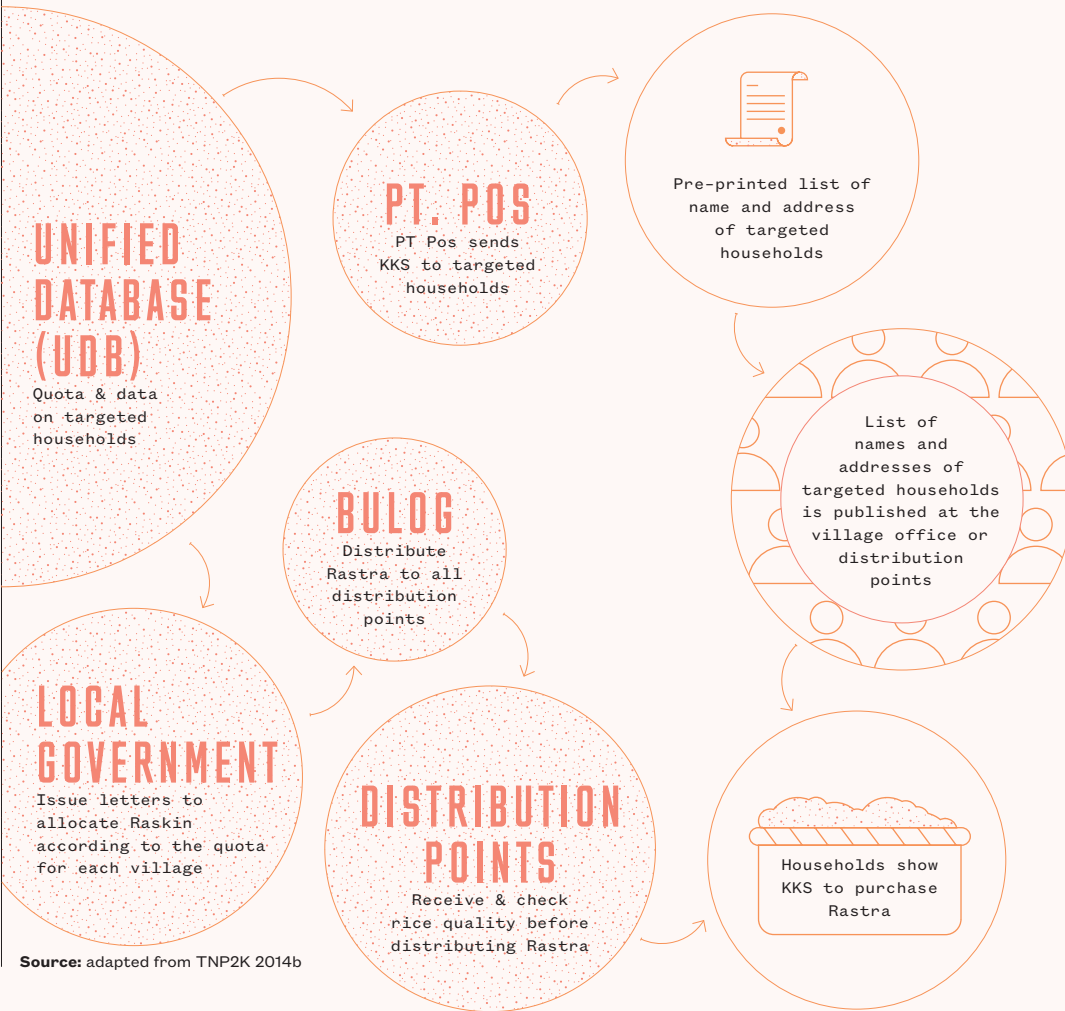 UNIFIED
DATABASE
(UDB)
Quota & data
on targeted
households
PT. POS
PT Pos sends
KKS to targeted
households
Pre-printed list of
name and address
of targeted
households
List of
names and
addresses of
targeted households
is published at the
village office or
distribution
points
BULOG
Distribute
Rastra to all
distribution
points
LOCAL
GOVERNMENT
Issue letters to
allocate Raskin
according to the quota
for each village
DISTRIBUTION
POINTS
Receive & check
rice quality before
distributing Rastra
Households show
KKS to purchase
Rastra
Source: adapted from TNP2K 2014b